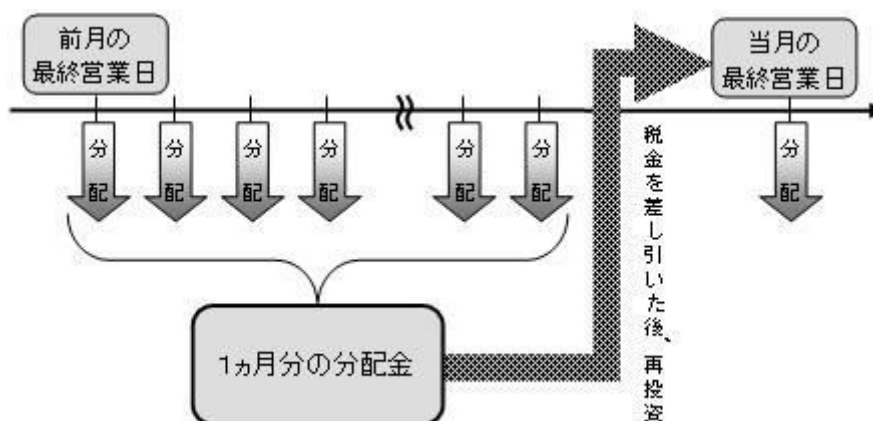 前月の
最終営業日
当月の
最終営業日
分配
分配
分配
分配
分配
分配
分配
税金を差し引いた後、再投資
1ヵ月分の分配金